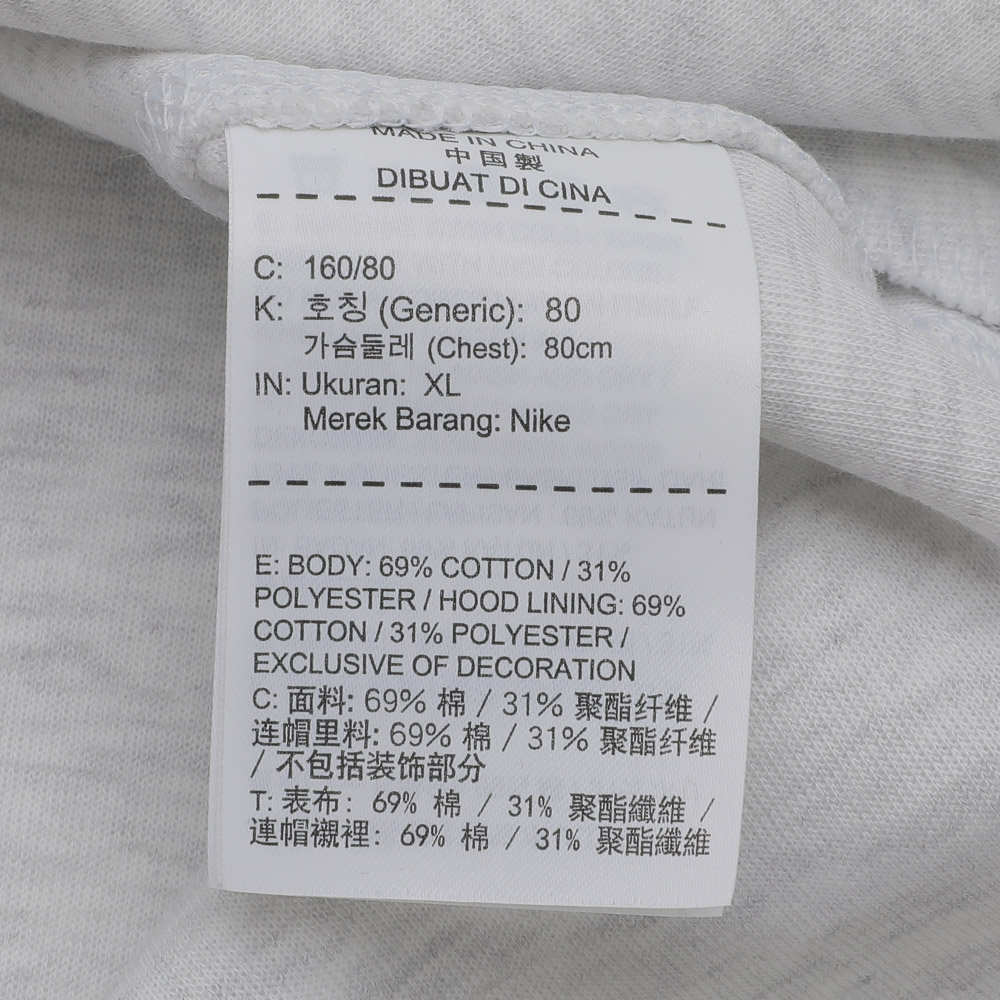 MADE IN CHINA
中国製
DIBUAT DI CINA
C: 160/80
K: 호칭 (Generic): 80
가슴둘레 (Chest): 80cm
IN: Ukuran: XL
Merek Barang: Nike
E: BODY: 69% COTTON / 31%
POLYESTER / HOOD LINING: 69%
COTTON / 31% POLYESTER /
EXCLUSIVE OF DECORATION
C: 面料: 69% 棉 / 31% 聚酯纤维 /
连帽里料: 69% 棉 / 31% 聚酯纤维
/ 不包括装饰部分
T: 表布: 69% 棉 / 31% 聚酯纖維 /
連帽襯裡: 69% 棉 / 31% 聚酯纖維